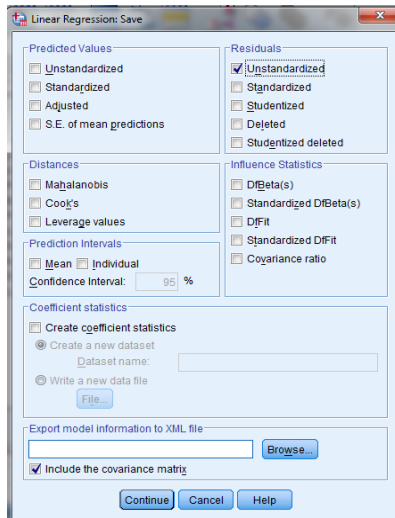 Linear Regression: Save
Predicted Values
Unstandardized
Standardized
Adjusted
S.E. of mean predictions
Residuals
Unstandardized
Standardized
Studentized
Deleted
Studentized deleted
Distances
Mahalanobis
Cook's
Leverage values
Influence Statistics
DfBeta(s)
Standardized DfBeta(s)
DfFit
Standardized DfFit
Covariance ratio
Prediction Intervals
Mean Individual
Confidence Interval: 95 %
Coefficient statistics
Create coefficient statistics
Create a new dataset
Dataset name:
Write a new data file
File...
Export model information to XML file
Browse...
Include the covariance matrix
Continue Cancel Help